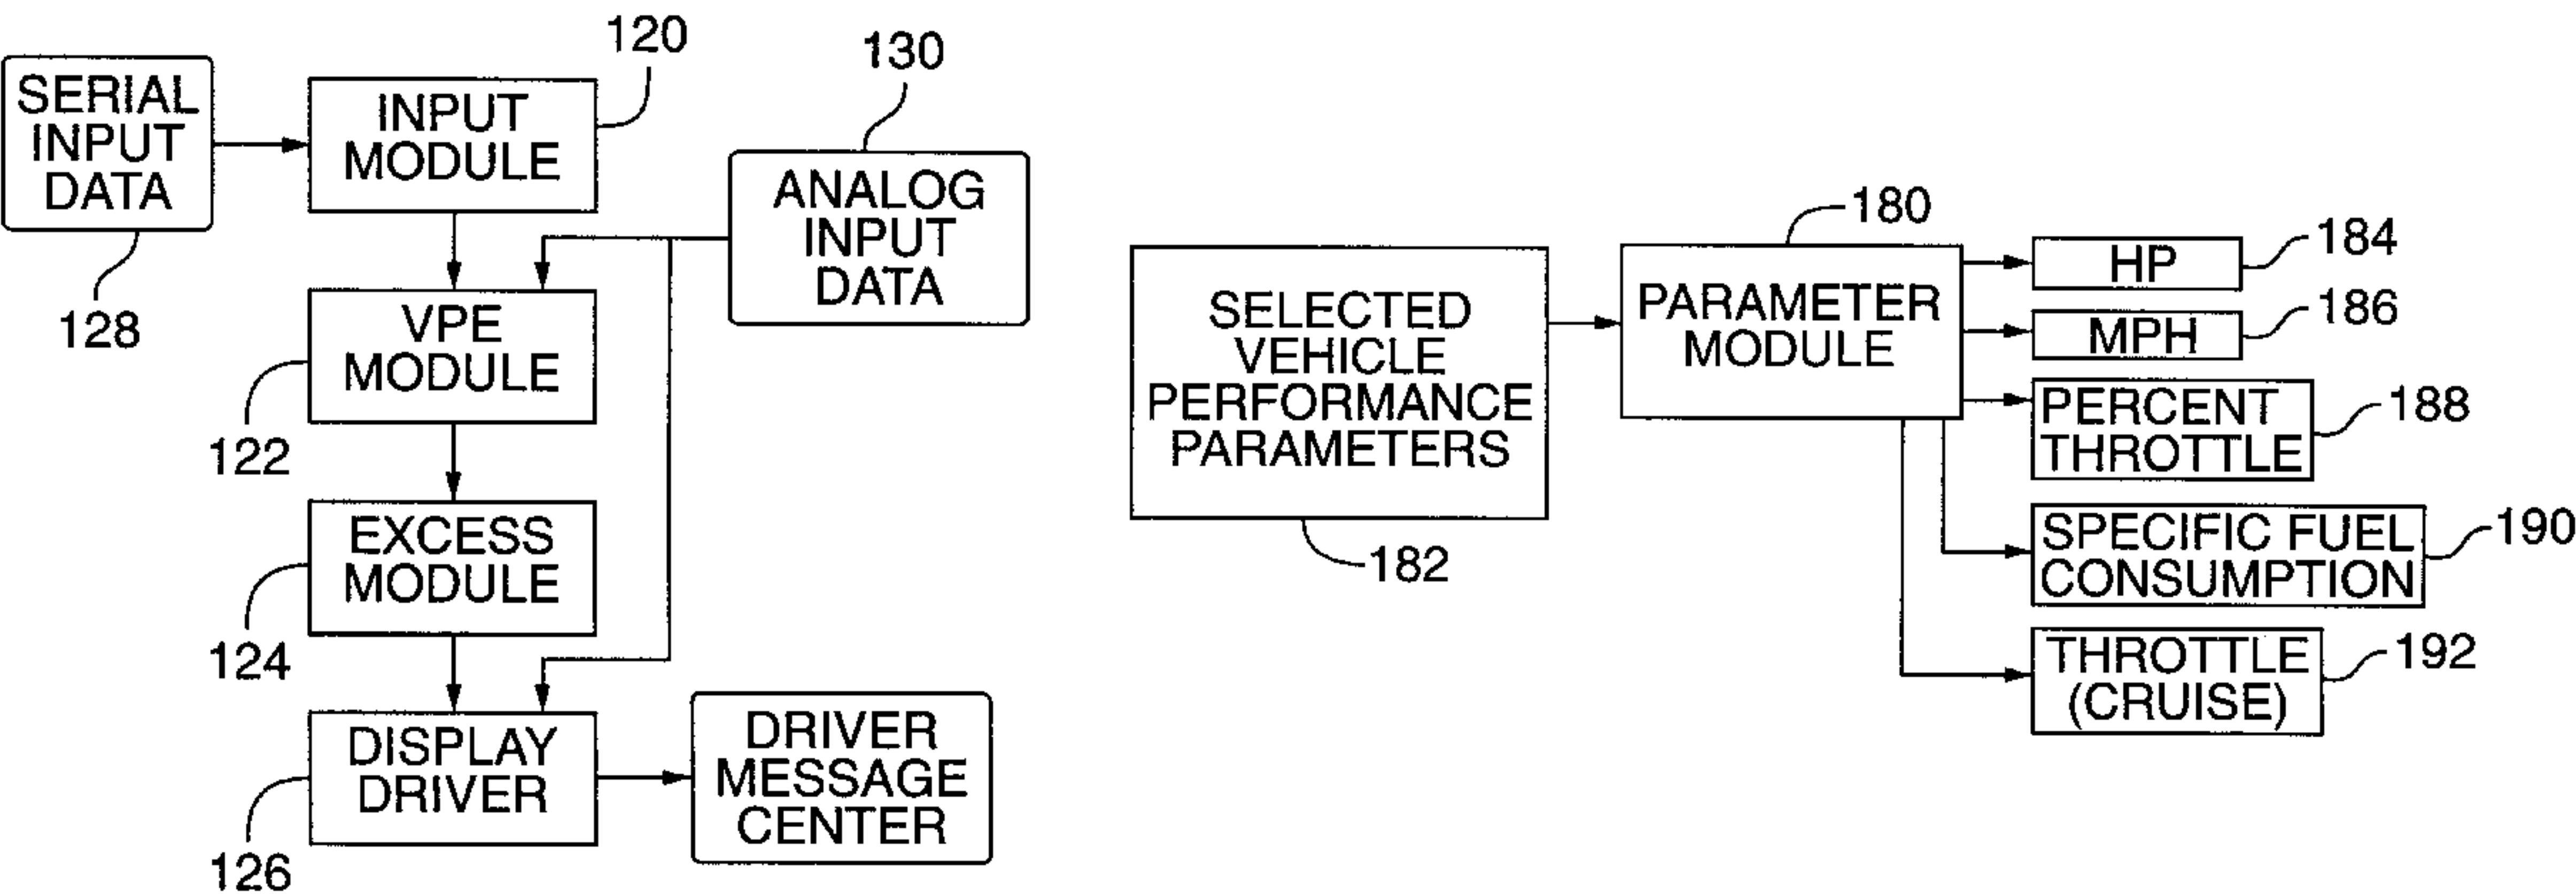 SERIAL
INPUT
DATA
128
INPUT
MODULE
120
130
ANALOG
INPUT
DATA
VPE
MODULE
122
EXCESS
MODULE
124
DISPLAY
DRIVER
126
DRIVER
MESSAGE
CENTER
SELECTED
VEHICLE
PERFORMANCE
PARAMETERS
182
180
PARAMETER
MODULE
HP
184
MPH
186
PERCENT
THROTTLE
188
SPECIFIC FUEL
CONSUMPTION
190
THROTTLE
(CRUISE)
192